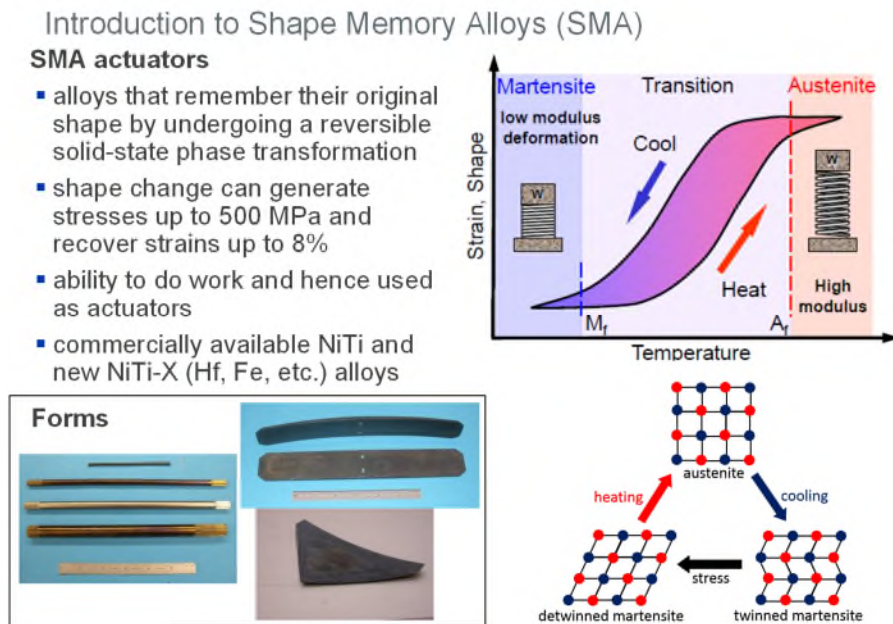 Introduction to Shape Memory Alloys (SMA)
SMA actuators
▪ alloys that remember their original
shape by undergoing a reversible
solid-state phase transformation
▪ shape change can generate
stresses up to 500 MPa and
recover strains up to 8%
▪ ability to do work and hence used
as actuators
▪ commercially available NiTi and
new NiTi-X (Hf, Fe, etc.) alloys
Martensite
Transition
Austenite
low modulus
deformation
Cool
W
W
Strain, Shape
Heat
High
modulus
Mf
Af
Temperature
Forms
austenite
heating
cooling
stress
detwinned martensite
twinned martensite